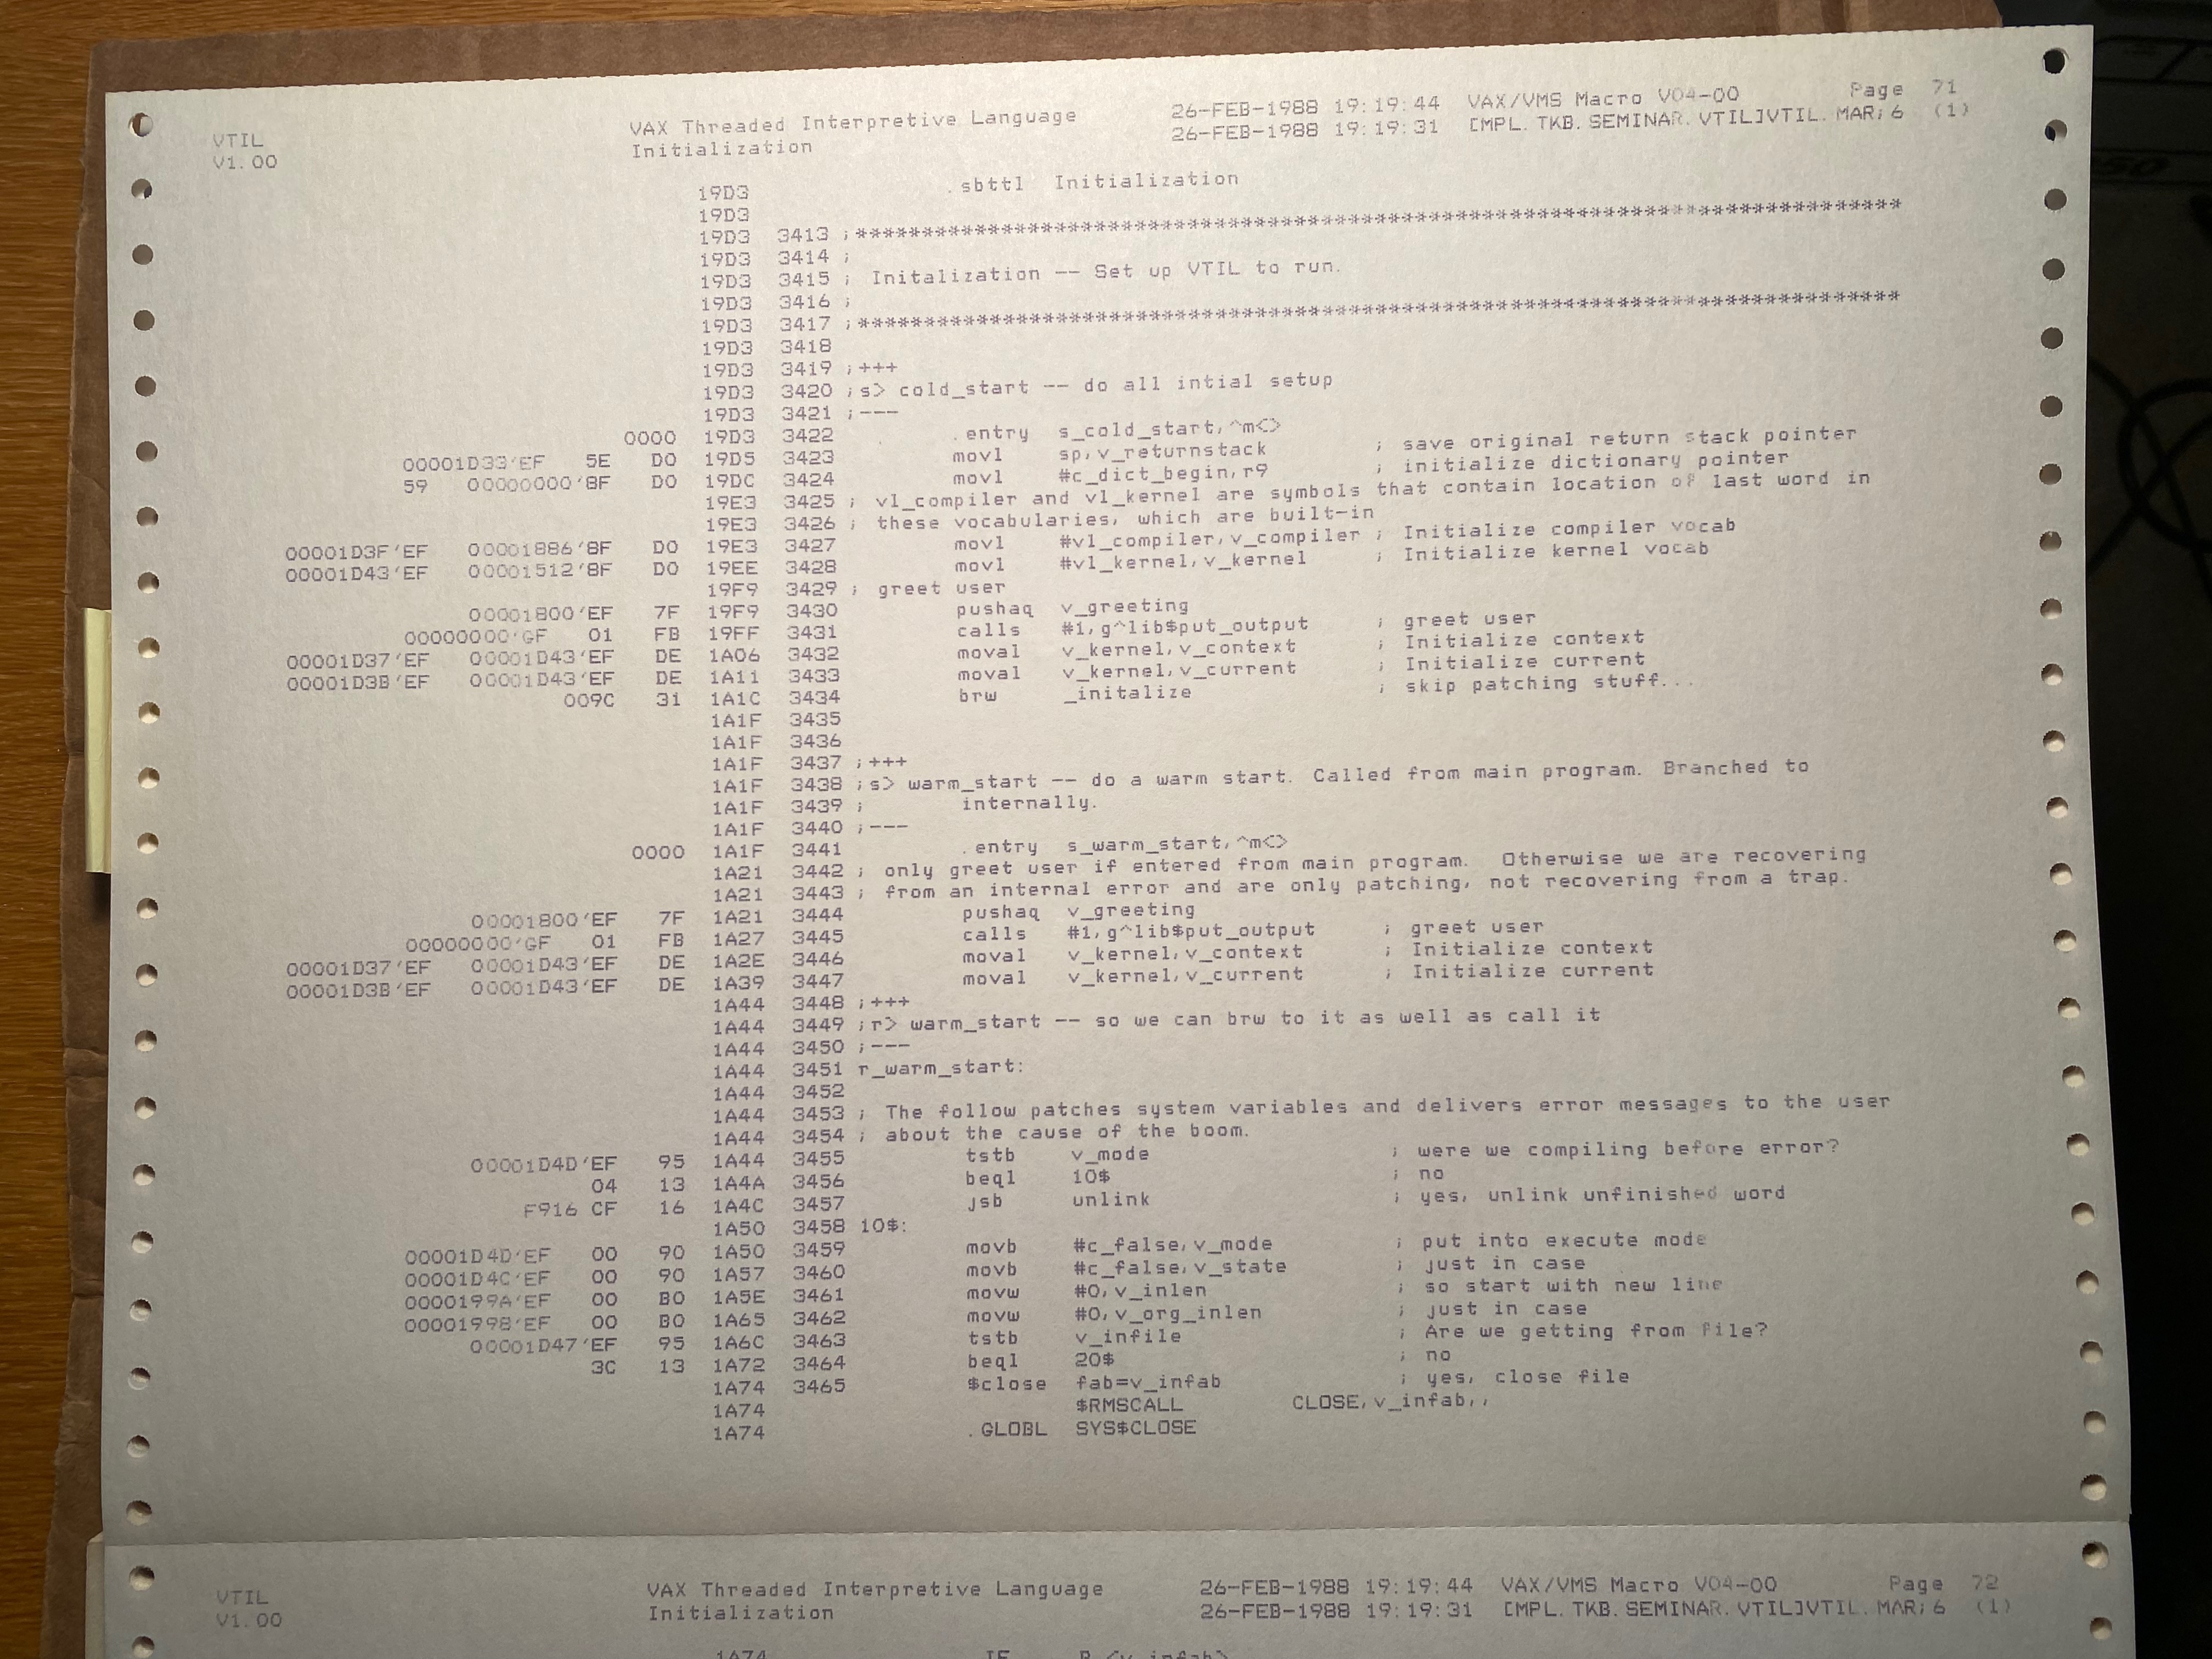 VTIL VAX Threaded Interpretive Language 26-FEB-1988 19:19:44 VAX/VMS Macro V04-00 Page 71
V1.00 Initialization 26-FEB-1988 19:19:31 [MPL.TKB.SEMINAR.VTIL]VTIL.MAR;6 (1)
19D3 .sbttl Initialization
19D3
19D3 3413 ;*******************************************************************************
19D3 3414 ;
19D3 3415 ; Initalization -- Set up VTIL to run.
19D3 3416 ;
19D3 3417 ;*******************************************************************************
19D3 3418
19D3 3419 ;+++
19D3 3420 ;s> cold_start -- do all intial setup
19D3 3421 ;---
0000 19D3 3422 .entry s_cold_start,^m<>
00001D33'EF 5E D0 19D5 3423 movl sp,v_returnstack ; save original return stack pointer
59 00000000'8F D0 19DC 3424 movl #c_dict_begin,r9 ; initialize dictionary pointer
19E3 3425 ; vl_compiler and vl_kernel are symbols that contain location of last word in
19E3 3426 ; these vocabularies, which are built-in
00001D3F'EF 00001886'8F D0 19E3 3427 movl #vl_compiler,v_compiler ; Initialize compiler vocab
00001D43'EF 00001512'8F D0 19EE 3428 movl #vl_kernel,v_kernel ; Initialize kernel vocab
19F9 3429 ; greet user
00001800'EF 7F 19F9 3430 pushaq v_greeting
00000000'GF 01 FB 19FF 3431 calls #1,g^lib$put_output ; greet user
00001D37'EF 00001D43'EF DE 1A06 3432 moval v_kernel,v_context ; Initialize context
00001D3B'EF 00001D43'EF DE 1A11 3433 moval v_kernel,v_current ; Initialize current
009C 31 1A1C 3434 brw _initalize ; skip patching stuff...
1A1F 3435
1A1F 3436
1A1F 3437 ;+++
1A1F 3438 ;s> warm_start -- do a warm start. Called from main program. Branched to
1A1F 3439 ; internally.
1A1F 3440 ;---
0000 1A1F 3441 .entry s_warm_start,^m<>
1A21 3442 ; only greet user if entered from main program. Otherwise we are recovering
1A21 3443 ; from an internal error and are only patching, not recovering from a trap.
00001800'EF 7F 1A21 3444 pushaq v_greeting
00000000'GF 01 FB 1A27 3445 calls #1,g^lib$put_output ; greet user
00001D37'EF 00001D43'EF DE 1A2E 3446 moval v_kernel,v_context ; Initialize context
00001D3B'EF 00001D43'EF DE 1A39 3447 moval v_kernel,v_current ; Initialize current
1A44 3448 ;+++
1A44 3449 ;r> warm_start -- so we can brw to it as well as call it
1A44 3450 ;---
1A44 3451 r_warm_start:
1A44 3452
1A44 3453 ; The follow patches system variables and delivers error messages to the user
1A44 3454 ; about the cause of the boom.
00001D4D'EF 95 1A44 3455 tstb v_mode ; were we compiling before error?
04 13 1A4A 3456 beql 10$ ; no
F916 CF 16 1A4C 3457 jsb unlink ; yes, unlink unfinished word
1A50 3458 10$:
00001D4D'EF 00 90 1A50 3459 movb #c_false,v_mode ; put into execute mode
00001D4C'EF 00 90 1A57 3460 movb #c_false,v_state ; just in case
0000199A'EF 00 B0 1A5E 3461 movw #0,v_inlen ; so start with new line
00001998'EF 00 B0 1A65 3462 movw #0,v_org_inlen ; just in case
00001D47'EF 95 1A6C 3463 tstb v_infile ; Are we getting from file?
3C 13 1A72 3464 beql 20$ ; no
1A74 3465 $close fab=v_infab ; yes, close file
1A74 $RMSCALL CLOSE,v_infab,,
1A74 .GLOBL SYS$CLOSE
VTIL VAX Threaded Interpretive Language 26-FEB-1988 19:19:44 VAX/VMS Macro V04-00 Page 72
V1.00 Initialization 26-FEB-1988 19:19:31 [MPL.TKB.SEMINAR.VTIL]VTIL.MAR;6 (1)